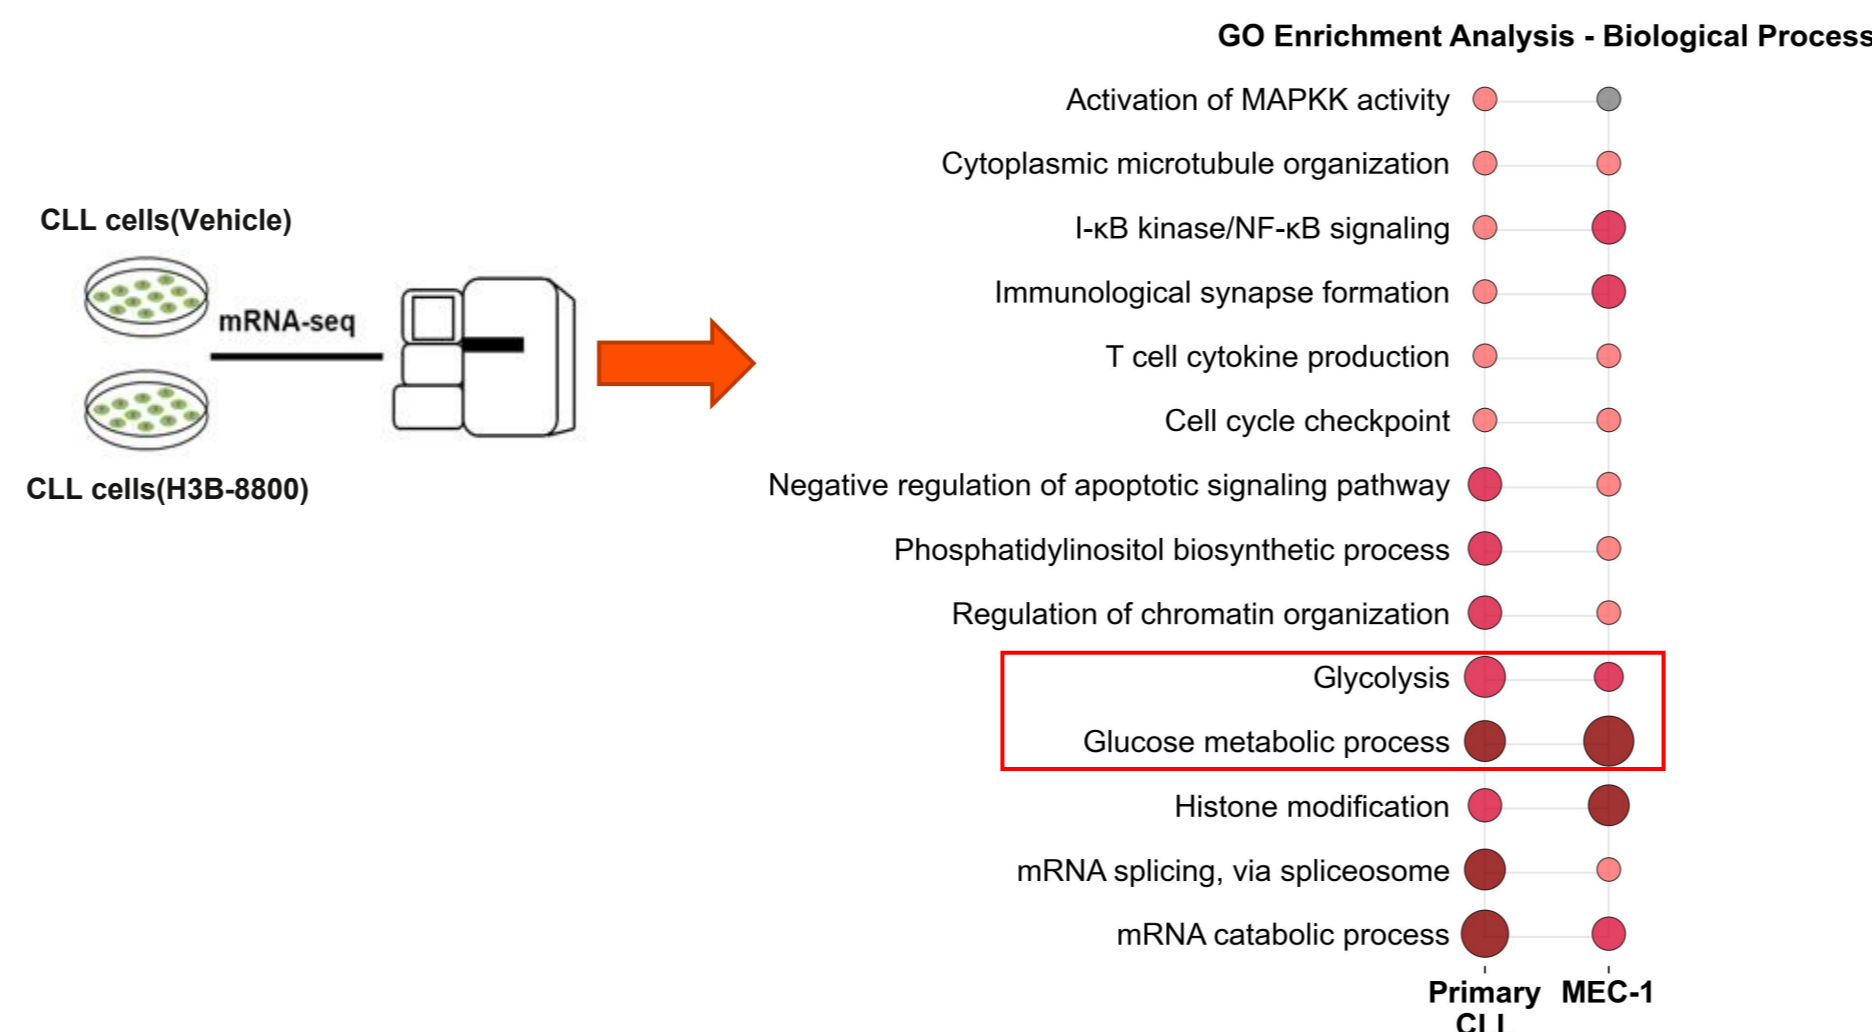 GO Enrichment Analysis - Biological Process
CLL cells(Vehicle)
mRNA-seq
CLL cells(H3B-8800)
Activation of MAPKK activity
Cytoplasmic microtubule organization
I-κB kinase/NF-κB signaling
Immunological synapse formation
T cell cytokine production
Cell cycle checkpoint
Negative regulation of apoptotic signaling pathway
Phosphatidylinositol biosynthetic process
Regulation of chromatin organization
Glycolysis
Glucose metabolic process
Histone modification
mRNA splicing, via spliceosome
mRNA catabolic process
Primary CLL
MEC-1